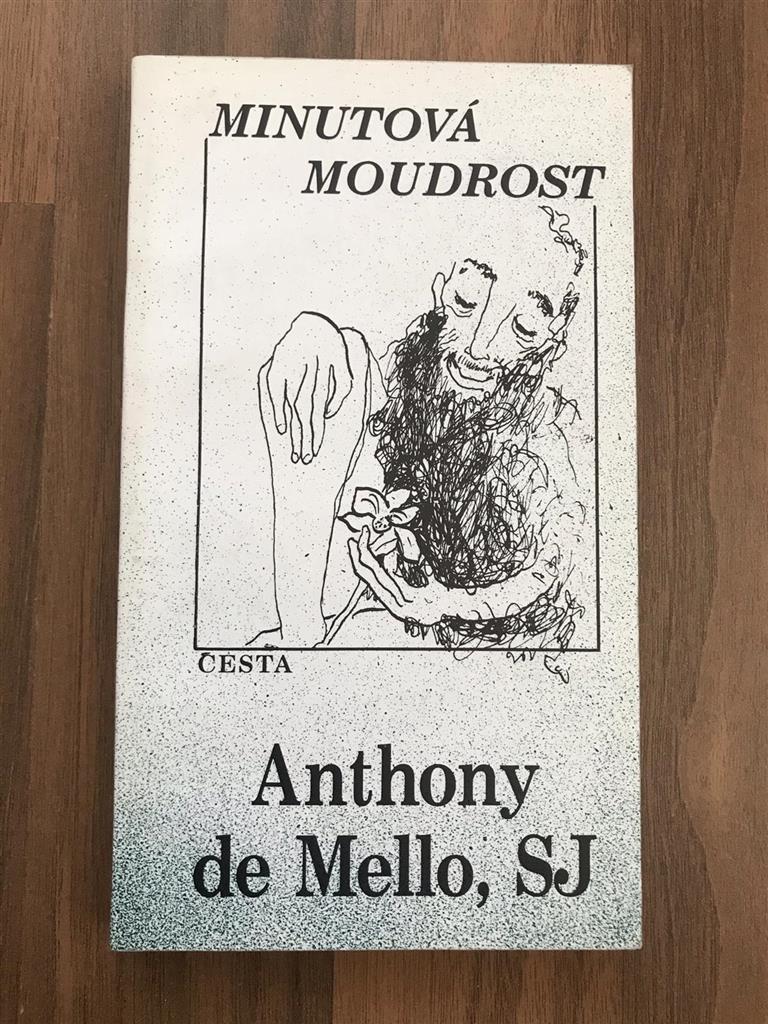 MINUTOVÁ
MOUDROST
CESTA
Anthony
de Mello, SJ